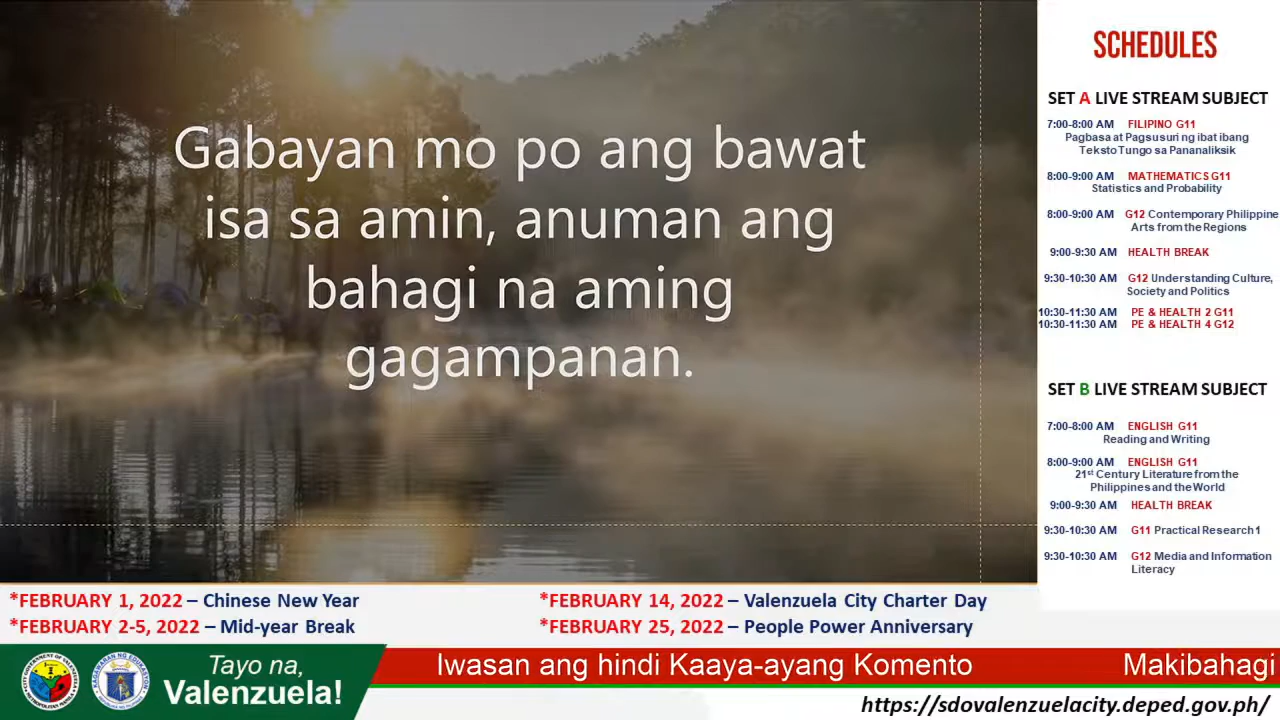 Gabayan mo po ang bawat
isa sa amin, anuman ang
bahagi na aming
gagampanan.
SCHEDULES
SET A LIVE STREAM SUBJECT
7:00-8:00 AM FILIPINO G11
Pagbasa at Pagsusuri ng ibat ibang
Teksto Tungo sa Pananaliksik
8:00-9:00 AM MATHEMATICS G11
Statistics and Probability
8:00-9:00 AM G12 Contemporary Philippine
Arts from the Regions
9:00-9:30 AM HEALTH BREAK
9:30-10:30 AM G12 Understanding Culture,
Society and Politics
10:30-11:30 AM PE & HEALTH 2 G11
10:30-11:30 AM PE & HEALTH 4 G12
SET B LIVE STREAM SUBJECT
7:00-8:00 AM ENGLISH G11
Reading and Writing
8:00-9:00 AM ENGLISH G11
21st Century Literature from the
Philippines and the World
9:00-9:30 AM HEALTH BREAK
9:30-10:30 AM G11 Practical Research 1
9:30-10:30 AM G12 Media and Information
Literacy
*FEBRUARY 1, 2022 – Chinese New Year
*FEBRUARY 2-5, 2022 – Mid-year Break
*FEBRUARY 14, 2022 – Valenzuela City Charter Day
*FEBRUARY 25, 2022 – People Power Anniversary
Tayo na,
Valenzuela!
Iwasan ang hindi Kaaya-ayang Komento
Makibahagi
https://sdovalenzuelacity.deped.gov.ph/